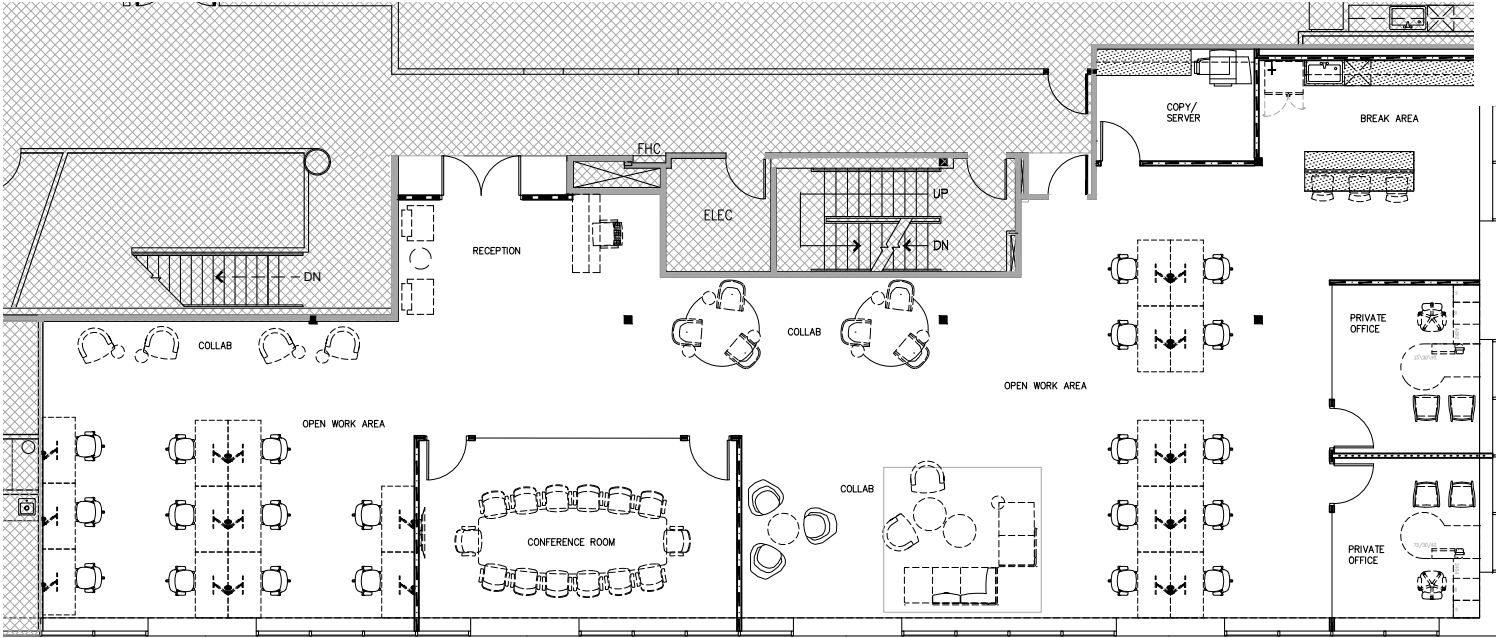 COPY/
SERVER
BREAK AREA
FHC
UP
ELEC
DN
RECEPTION
DN
COLLAB
COLLAB
PRIVATE
OFFICE
OPEN WORK AREA
OPEN WORK AREA
COLLAB
CONFERENCE ROOM
PRIVATE
OFFICE